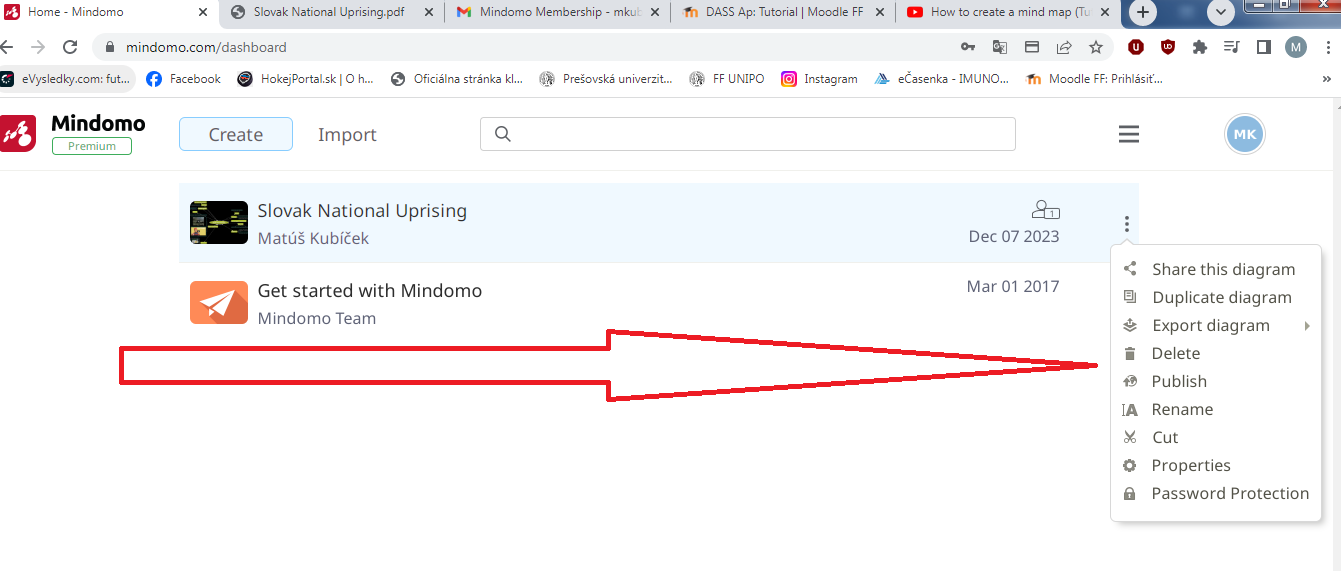 Home - Mindomo
Slovak National Uprising.pdf
Mindomo Membership - mkub
DASS Ap: Tutorial | Moodle FF
How to create a mind map (Tu
mindomo.com/dashboard
M
eVysledky.com: fut...
Facebook
HokejPortal.sk | O h...
Oficiálna stránka kl...
Prešovská univerzit...
FF UNIPO
Instagram
eČasenka - IMUNO...
Moodle FF: Prihlásiť...
»
Mindomo
Premium
Create
Import
MK
Slovak National Uprising
Matúš Kubíček
1
Dec 07 2023
Get started with Mindomo
Mindomo Team
Mar 01 2017
Share this diagram
Duplicate diagram
Export diagram
Delete
Publish
Rename
Cut
Properties
Password Protection